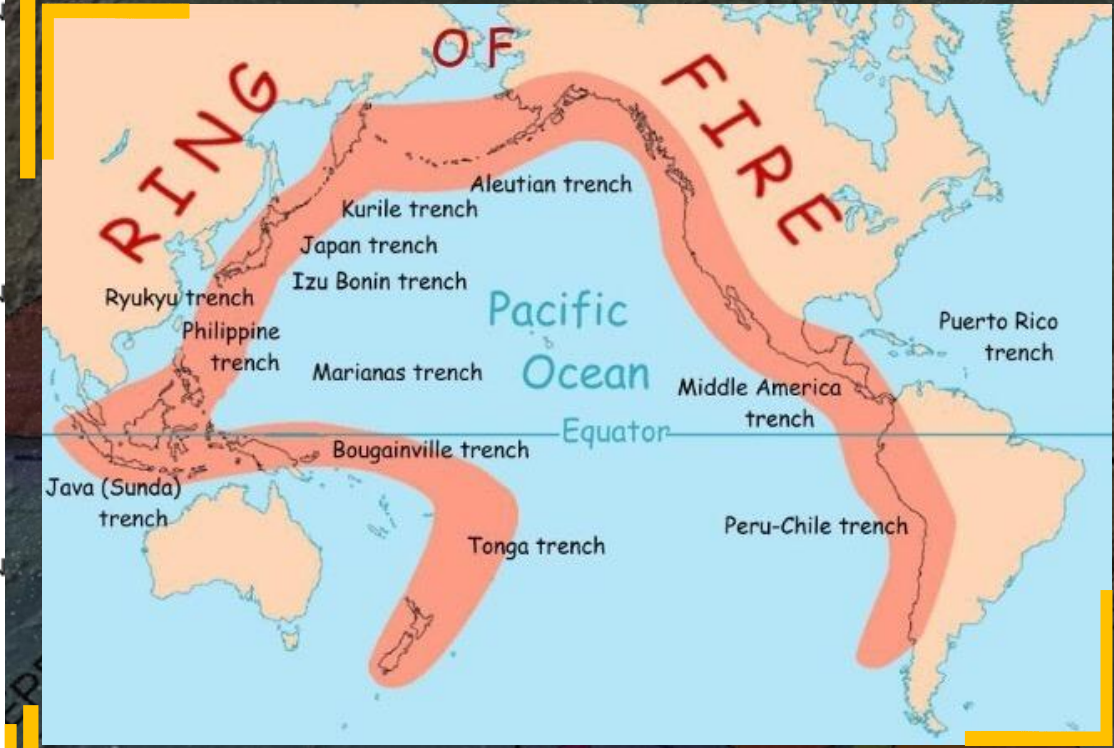 RING OF FIRE
Aleutian trench
Kurile trench
Japan trench
Izu Bonin trench
Ryukyu trench
Philippine
trench
Marianas trench
Pacific
Ocean
Puerto Rico
trench
Middle America
trench
Equator
Bougainville trench
Java (Sunda)
trench
Peru-Chile trench
Tonga trench